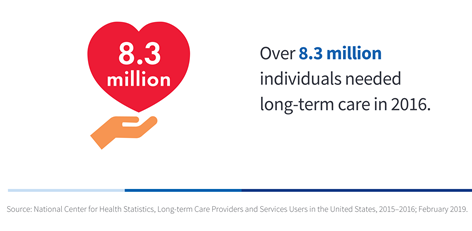 8.3
million
Over 8.3 million
individuals needed
long-term care in 2016.
Source: National Center for Health Statistics, Long-term Care Providers and Services Users in the United States, 2015–2016; February 2019.